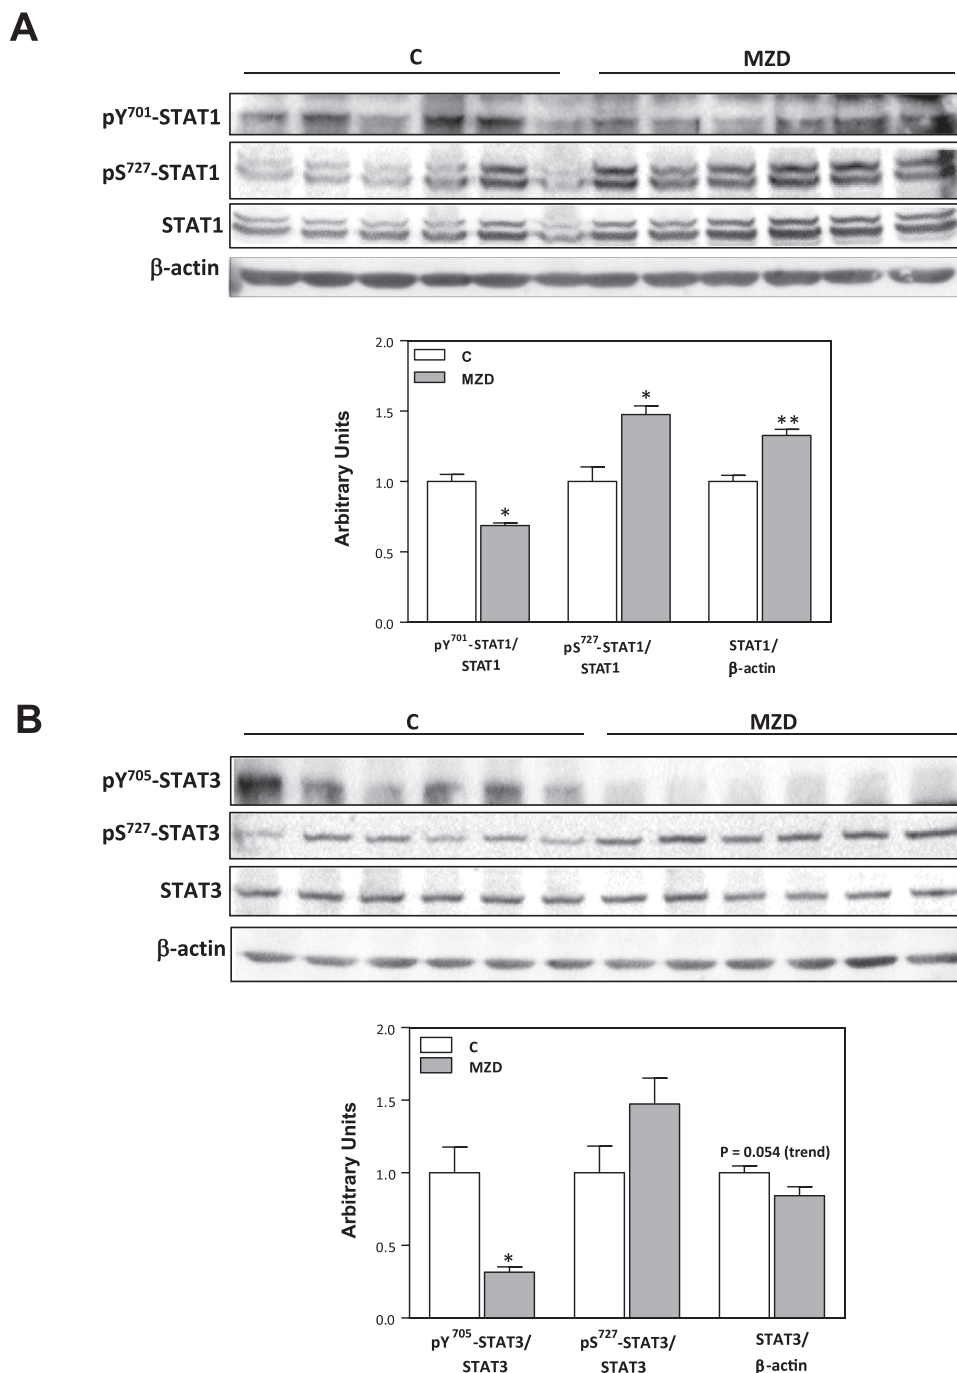 A
C MZD
pY701-STAT1
pS727-STAT1
STAT1
β-actin
2.0
1.5
1.0
0.5
0.0
Arbitrary Units
C
MZD
*
*
**
pY701-STAT1/
STAT1
pS727-STAT1/
STAT1
STAT1/
β-actin
B
C MZD
pY705-STAT3
pS727-STAT3
STAT3
β-actin
2.0
1.5
1.0
0.5
0.0
Arbitrary Units
C
MZD
*
P = 0.054 (trend)
pY705-STAT3/
STAT3
pS727-STAT3/
STAT3
STAT3/
β-actin